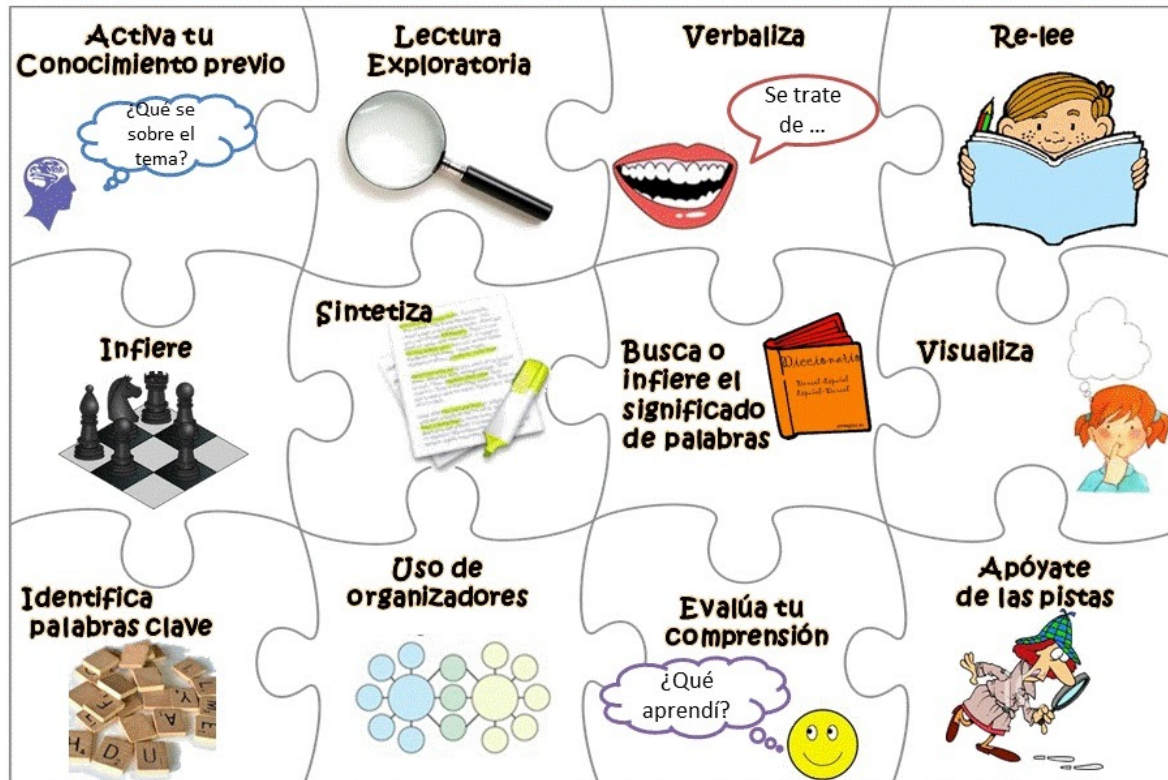 Activa tu
Conocimiento previo
¿Qué se
sobre el
tema?
Lectura
Exploratoria
Verbaliza
Se trate
de ...
Re-lee
Infiere
Sintetiza
Busca o
infiere el
significado
de palabras
Diccionario
Visualiza
Identifica
palabras clave
H D U
Uso de
organizadores
Evalúa tu
comprensión
¿Qué
aprendí?
Apóyate
de las pistas